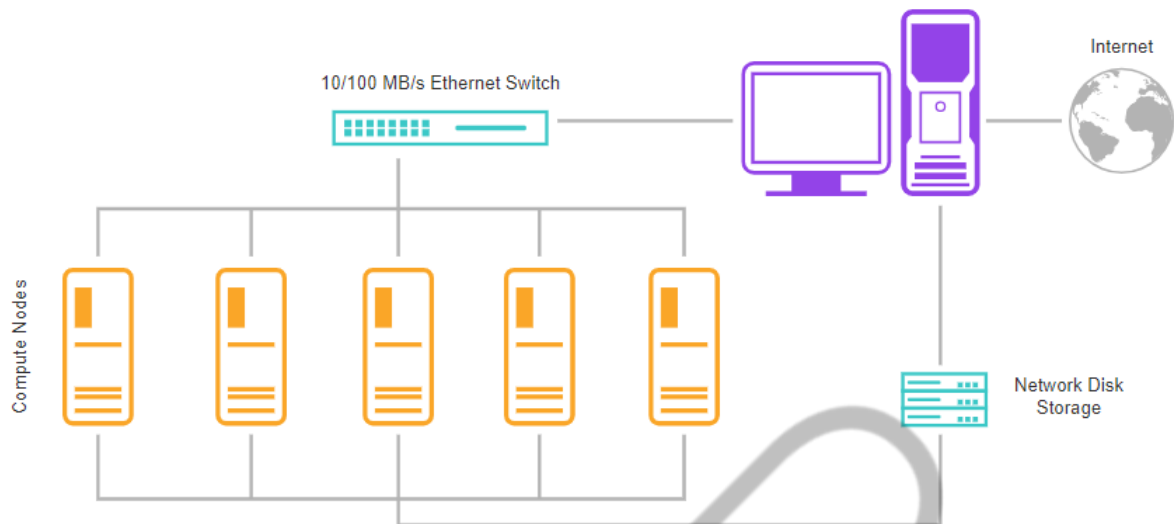 Internet
10/100 MB/s Ethernet Switch
Compute Nodes
Network Disk
Storage